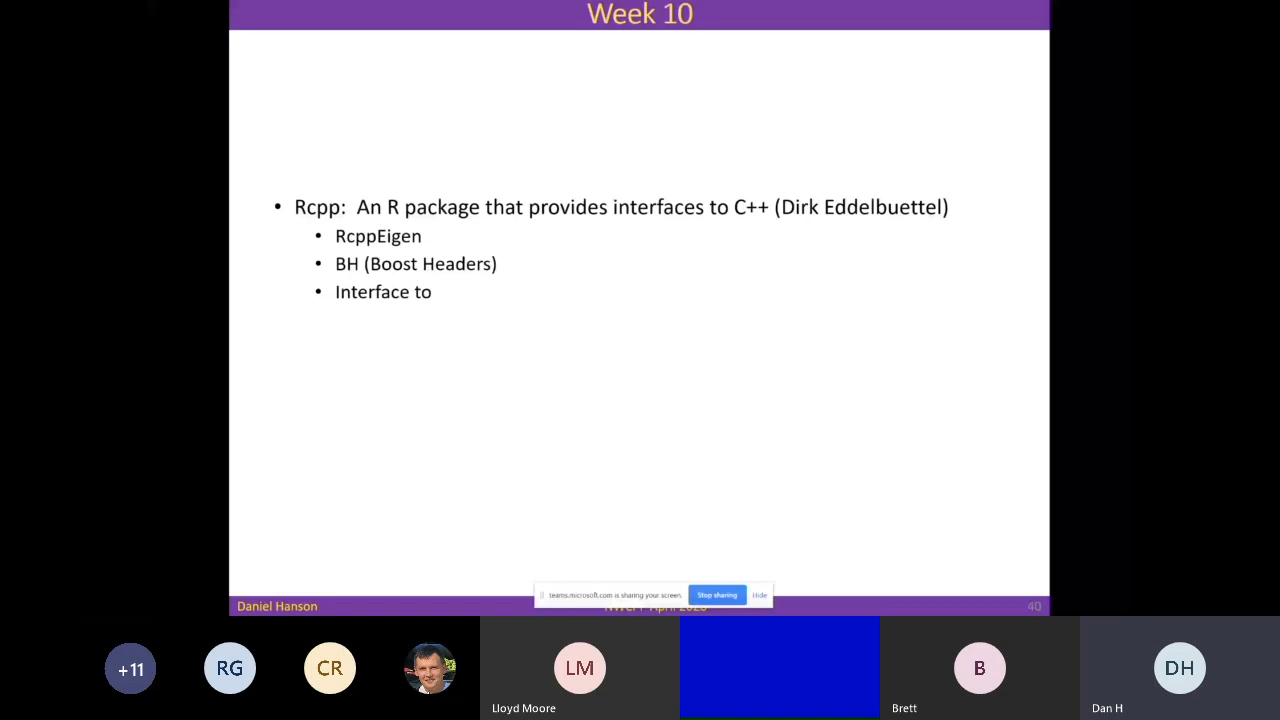 Week 10
• Rcpp: An R package that provides interfaces to C++ (Dirk Eddelbuettel)
• RcppEigen
• BH (Boost Headers)
• Interface to
teams.microsoft.com is sharing your screen. Stop sharing Hide
Daniel Hanson
40
+11 RG CR LM B DH
Lloyd Moore Brett Dan H